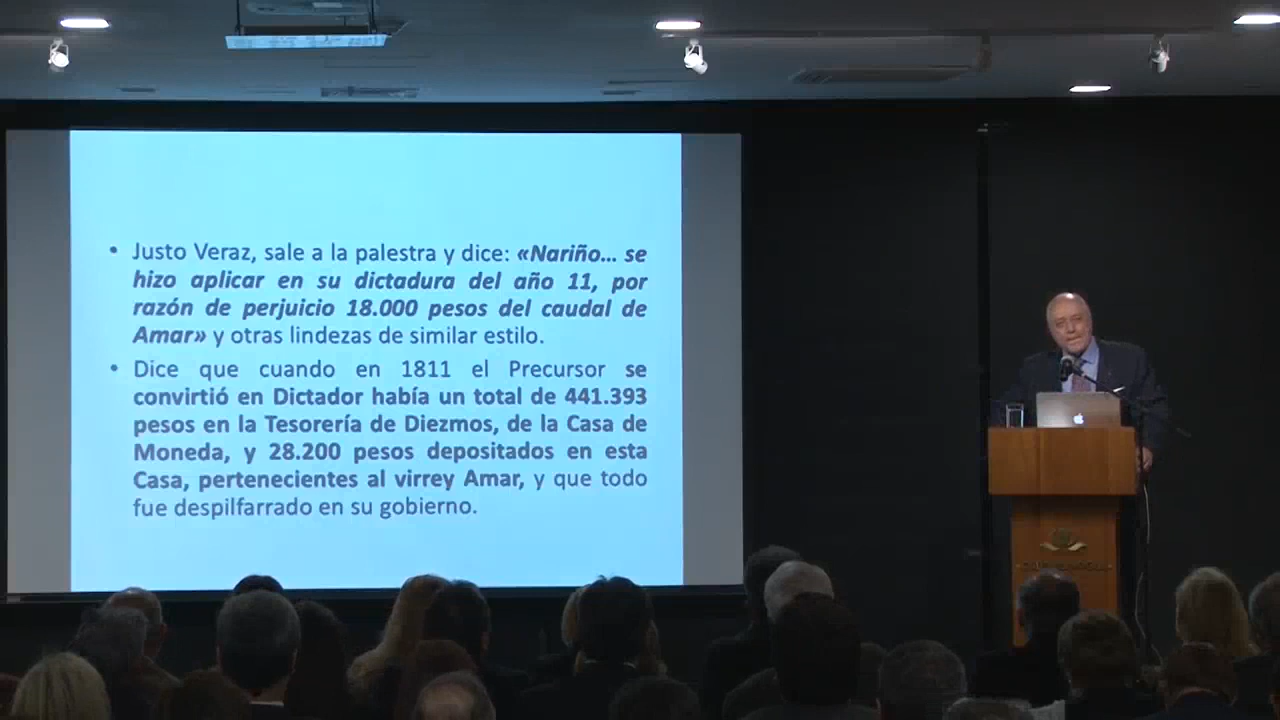 • Justo Veraz, sale a la palestra y dice: «Nariño... se
hizo aplicar en su dictadura del año 11, por
razón de perjuicio 18.000 pesos del caudal de
Amar» y otras lindezas de similar estilo.
• Dice que cuando en 1811 el Precursor se
convirtió en Dictador había un total de 441.393
pesos en la Tesorería de Diezmos, de la Casa de
Moneda, y 28.200 pesos depositados en esta
Casa, pertenecientes al virrey Amar, y que todo
fue despilfarrado en su gobierno.